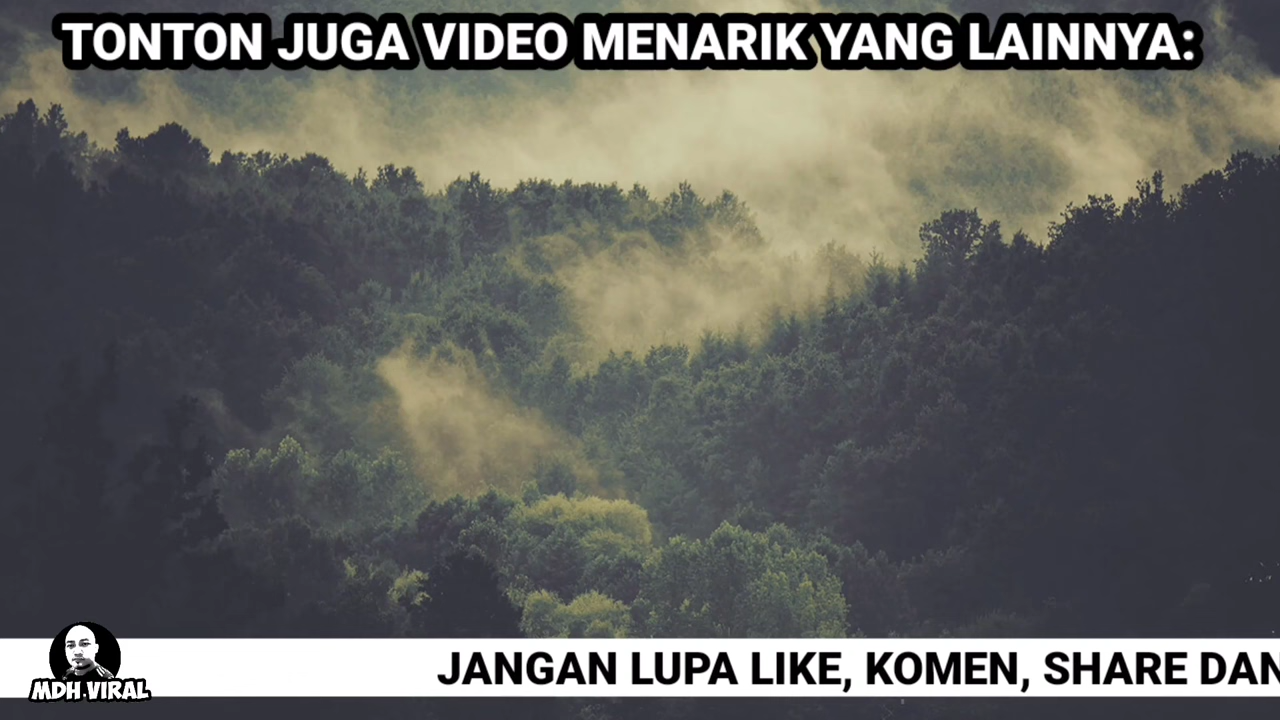 TONTON JUGA VIDEO MENARIK YANG LAINNYA:
JANGAN LUPA LIKE, KOMEN, SHARE DAN
MDH VIRAL